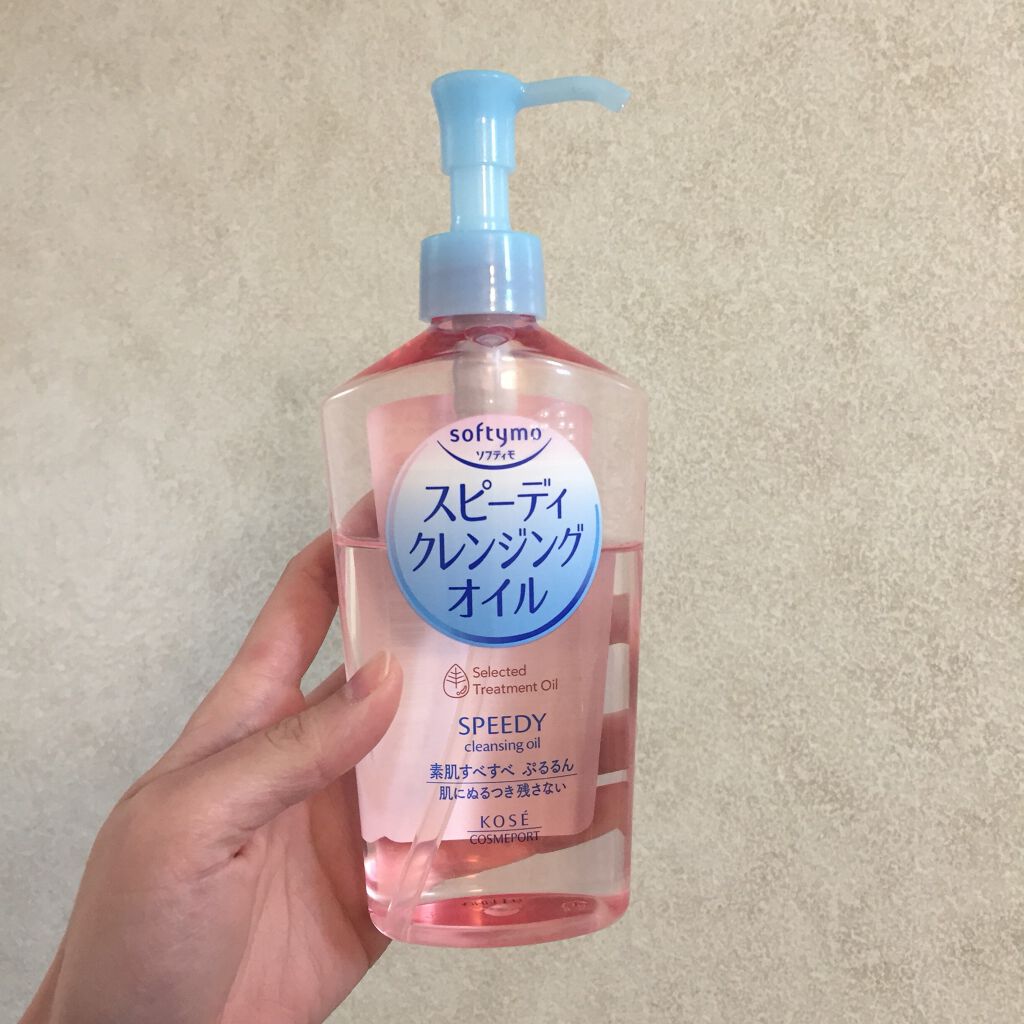 softymo
ソフティモ
スピーディ
クレンジング
オイル
Selected
Treatment Oil
SPEEDY
cleansing oil
素肌すべすべ ぷるるん
肌にぬるつき残さない
KOSÉ
COSMEPORT